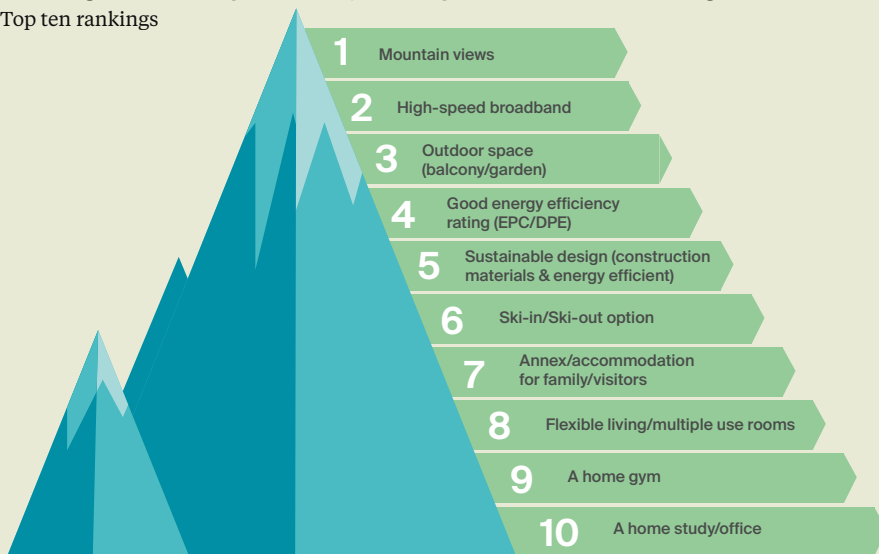 Top ten rankings
1 Mountain views
2 High-speed broadband
3 Outdoor space
(balcony/garden)
4 Good energy efficiency
rating (EPC/DPE)
5 Sustainable design (construction
materials & energy efficient)
6 Ski-in/Ski-out option
7 Annex/accommodation
for family/visitors
8 Flexible living/multiple use rooms
9 A home gym
10 A home study/office